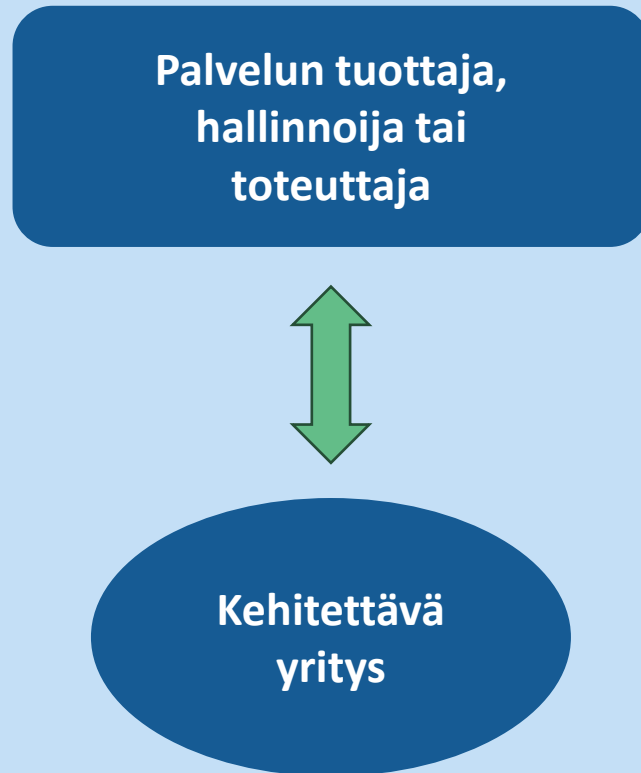 Palvelun tuottaja,
hallinnoija tai
toteuttaja
Kehitettävä
yritys